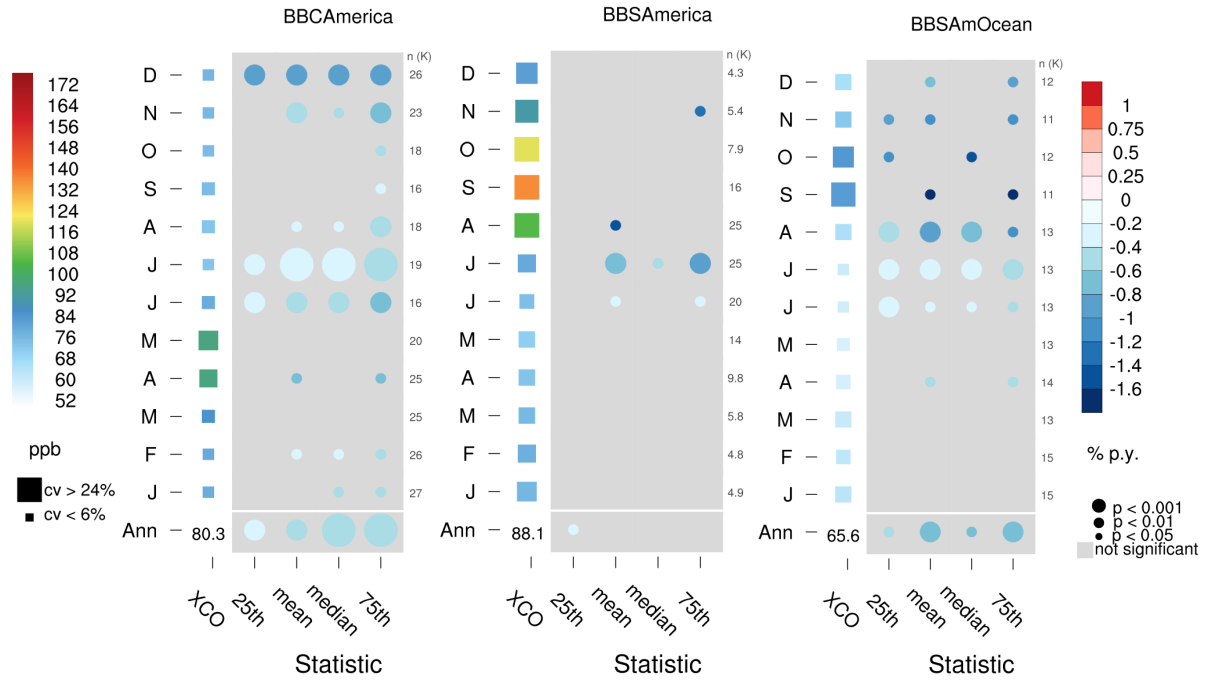 BBCAmerica
BBSAmerica
BBSAmOcean
172
164
156
148
140
132
124
116
108
100
92
84
76
68
60
52
ppb
cv > 24%
cv < 6%
n (K)
D 26
N 23
O 18
S 16
A 18
J 19
J 16
M 20
A 25
M 25
F 26
J 27
Ann 80.3
XCO 25th mean median 75th
Statistic
n (K)
D 4.3
N 5.4
O 7.9
S 16
A 25
J 25
J 20
M 14
A 9.8
M 5.8
F 4.8
J 4.9
Ann 88.1
XCO 25th mean median 75th
Statistic
n (K)
D 12
N 11
O 12
S 11
A 13
J 13
J 13
M 13
A 14
M 13
F 15
J 15
Ann 65.6
XCO 25th mean median 75th
Statistic
1
0.75
0.5
0.25
0
-0.2
-0.4
-0.6
-0.8
-1
-1.2
-1.4
-1.6
% p.y.
p < 0.001
p < 0.01
p < 0.05
not significant